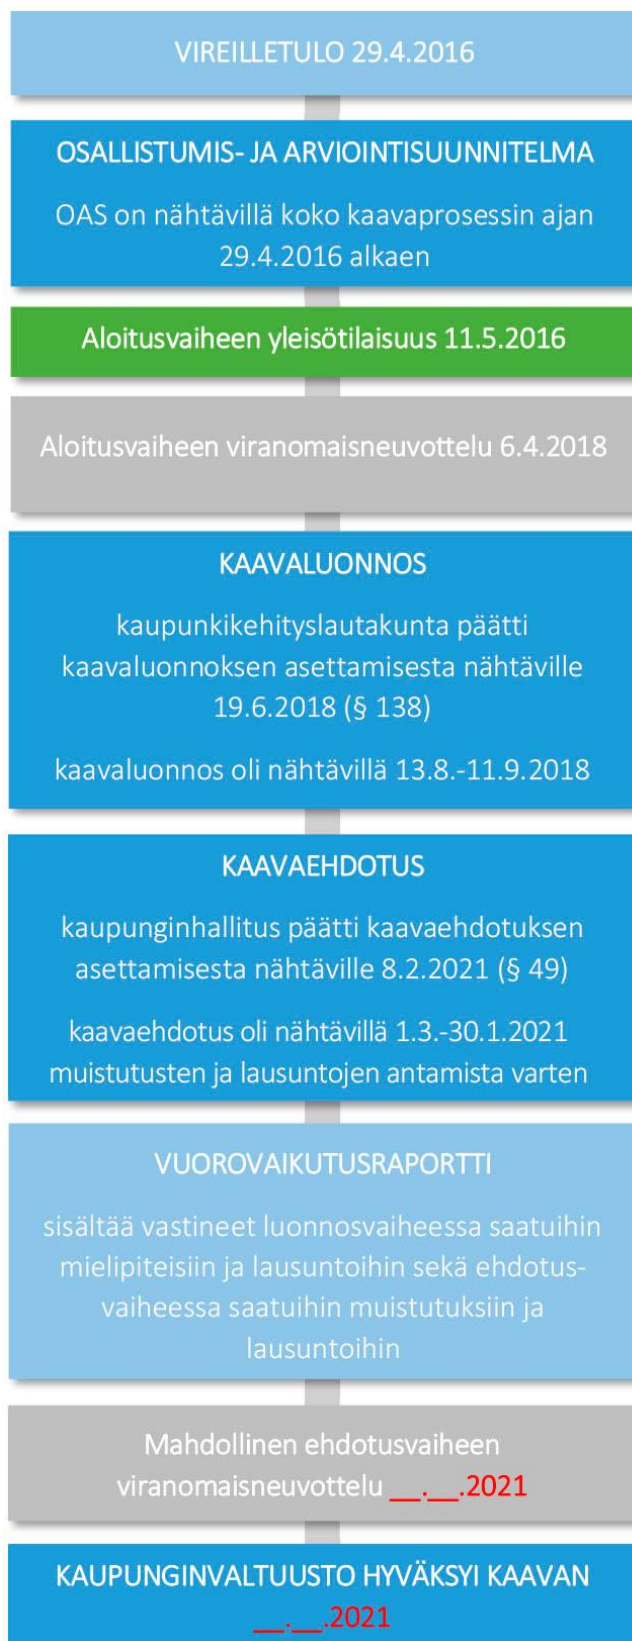 VIREILLETULO 29.4.2016
OSALLISTUMIS- JA ARVIOINTISUUNNITELMA
OAS on nähtävillä koko kaavaprosessin ajan
29.4.2016 alkaen
Aloitusvaiheen yleisötilaisuus 11.5.2016
Aloitusvaiheen viranomaisneuvottelu 6.4.2018
KAAVALUONNOS
kaupunkikehityslautakunta päätti
kaavaluonnoksen asettamisesta nähtäville
19.6.2018 (§ 138)
kaavaluonnos oli nähtävillä 13.8.-11.9.2018
KAAVAEHDOTUS
kaupunginhallitus päätti kaavaehdotuksen
asettamisesta nähtäville 8.2.2021 (§ 49)
kaavaehdotus oli nähtävillä 1.3.-30.1.2021
muistutusten ja lausuntojen antamista varten
VUOROVAIKUTUSRAPORTTI
sisältää vastineet luonnosvaiheessa saatuihin
mielipiteisiin ja lausuntoihin sekä ehdotus-
vaiheessa saatuihin muistutuksiin ja
lausuntoihin
Mahdollinen ehdotusvaiheen
viranomaisneuvottelu __.__.2021
KAUPUNGINVALTUUSTO HYVÄKSYI KAAVAN
__.__.2021